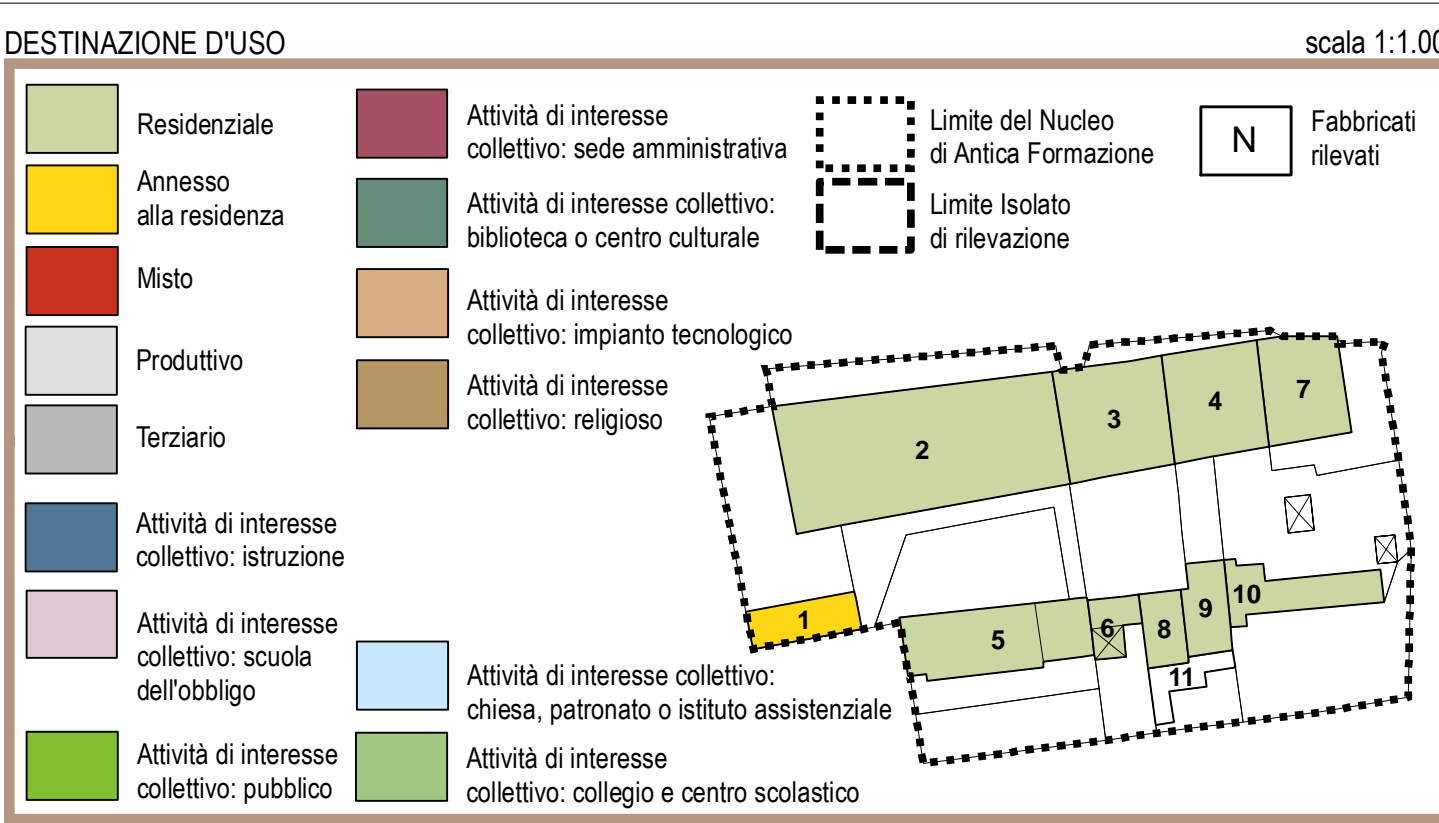 DESTINAZIONE D'USO
scala 1:1.00
Residenziale
Annesso
alla residenza
Misto
Produttivo
Terziario
Attività di interesse
collettivo: istruzione
Attività di interesse
collettivo: scuola
dell'obbligo
Attività di interesse
collettivo: pubblico
Attività di interesse
collettivo: sede amministrativa
Attività di interesse collettivo:
biblioteca o centro culturale
Attività di interesse
collettivo: impianto tecnologico
Attività di interesse
collettivo: religioso
Attività di interesse collettivo:
chiesa, patronato o istituto assistenziale
Attività di interesse
collettivo: collegio e centro scolastico
Limite del Nucleo
di Antica Formazione
Limite Isolato
di rilevazione
N
Fabbricati
rilevati
1
2
3
4
7
5
6
8
9
10
11